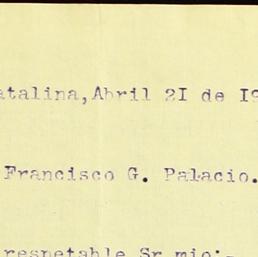 atalina,Abril 2I de I9
Francisco G. Palacio.
respetable Sr mio:-